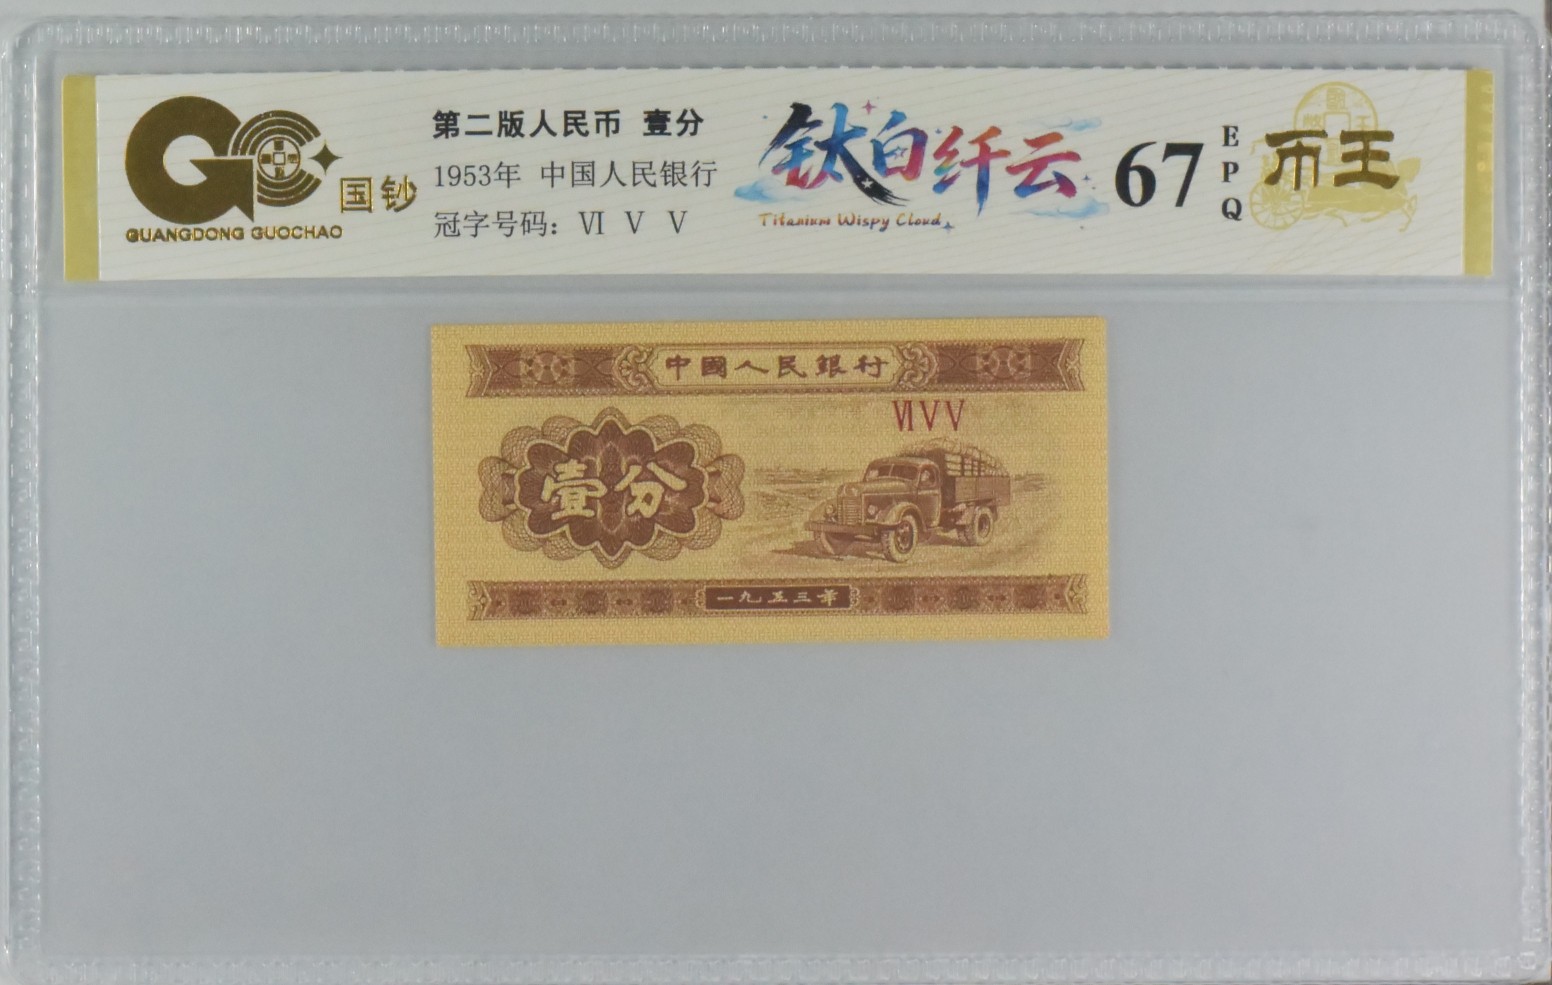 GC
国钞
GUANGDONG GUOCHAO
第二版人民币 壹分
1953年 中国人民银行
冠字号码：Ⅵ Ⅴ Ⅴ
钛白纤云
Titanium Wispy Cloud
67
EPQ
币王
中國人民銀行
ⅥⅤⅤ
壹分
一九五三年